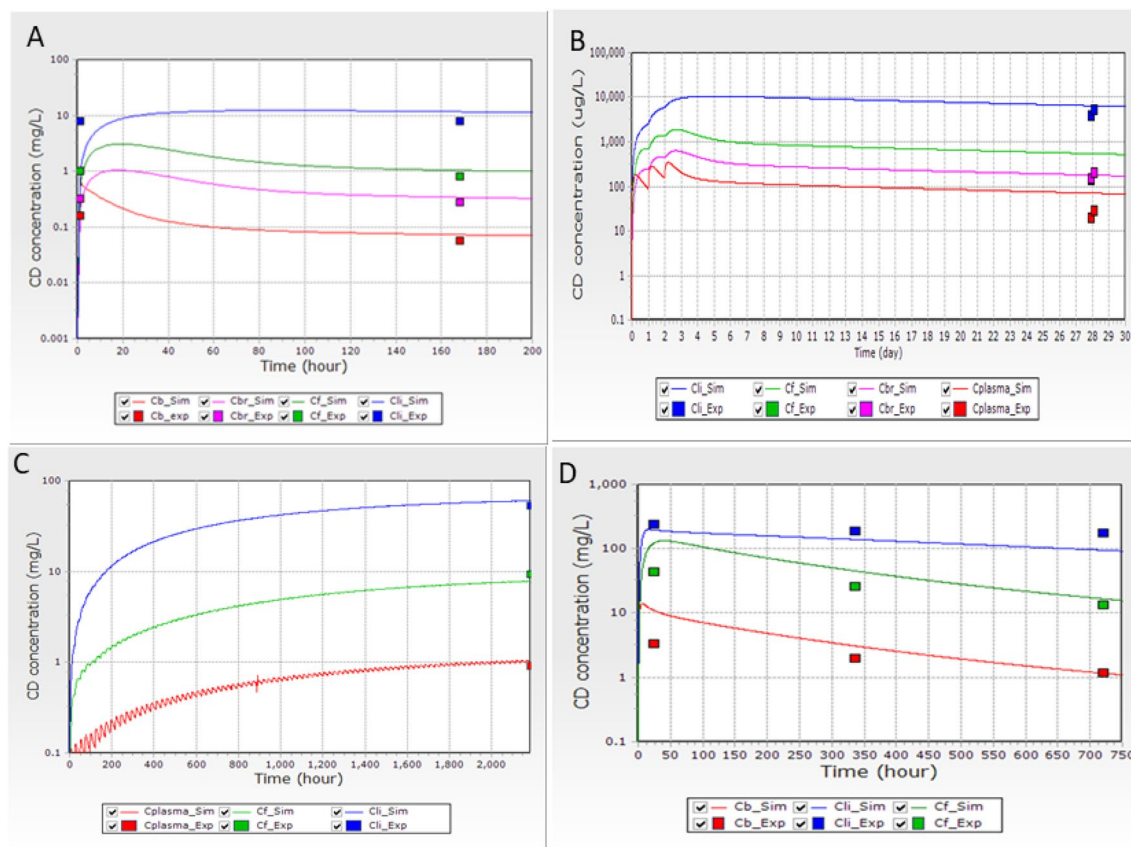 A
CD concentration (mg/L)
100
10
1
0.1
0.01
0.001
0 20 40 60 80 100 120 140 160 180 200
Time (hour)
Cb_Sim Cbr_Sim Cf_Sim Cli_Sim
Cb_exp Cbr_Exp Cf_Exp Cli_Exp
B
CD concentration (ug/L)
100,000
10,000
1,000
100
10
1
0.1
0 1 2 3 4 5 6 7 8 9 10 11 12 13 14 15 16 17 18 19 20 21 22 23 24 25 26 27 28 29 30
Time (day)
Cli_Sim Cf_Sim Cbr_Sim Cplasma_Sim
Cli_Exp Cf_Exp Cbr_Exp Cplasma_Exp
C
CD concentration (mg/L)
100
10
1
0.1
0 200 400 600 800 1,000 1,200 1,400 1,600 1,800 2,000
Time (hour)
Cplasma_Sim Cf_Sim Cli_Sim
Cplasma_Exp Cf_Exp Cli_Exp
D
CD concentration (mg/L)
1,000
100
10
1
0.1
0 50 100 150 200 250 300 350 400 450 500 550 600 650 700 750
Time (hour)
Cb_Sim Cli_Sim Cf_Sim
Cb_Exp Cli_Exp Cf_Exp